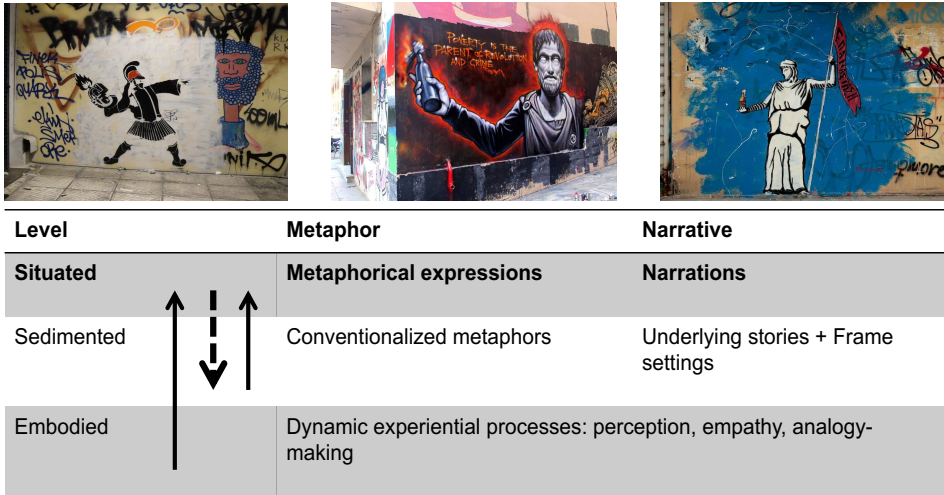 POVERTY IS THE
PARENT OF REVOLUTION
AND CRIME
Level Metaphor Narrative
Situated Metaphorical expressions Narrations
Sedimented Conventionalized metaphors Underlying stories + Frame
settings
Embodied Dynamic experiential processes: perception, empathy, analogy-
making